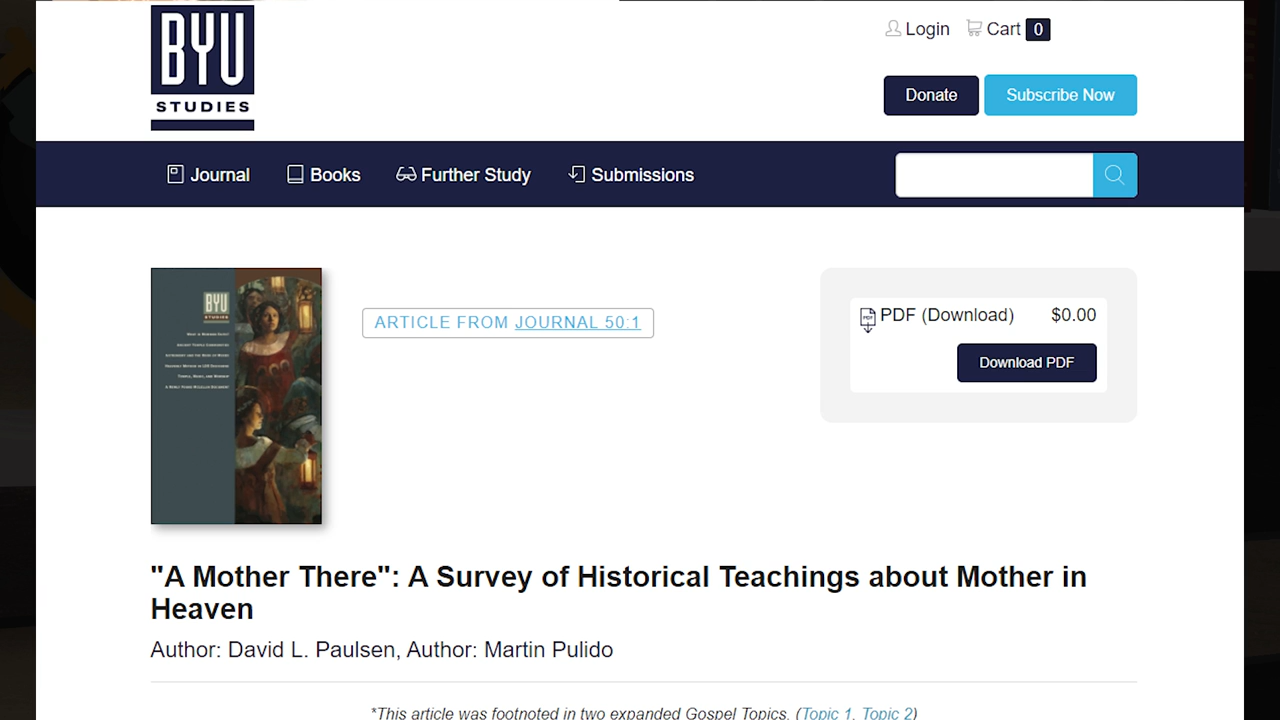 BYU
STUDIES
Login
Cart 0
Donate
Subscribe Now
Journal
Books
Further Study
Submissions
BYU
STUDIES
ARTICLE FROM JOURNAL 50:1
PDF (Download) $0.00
Download PDF
"A Mother There": A Survey of Historical Teachings about Mother in
Heaven
Author: David L. Paulsen, Author: Martin Pulido
*This article was footnoted in two expanded Gospel Topics. (Topic 1, Topic 2)